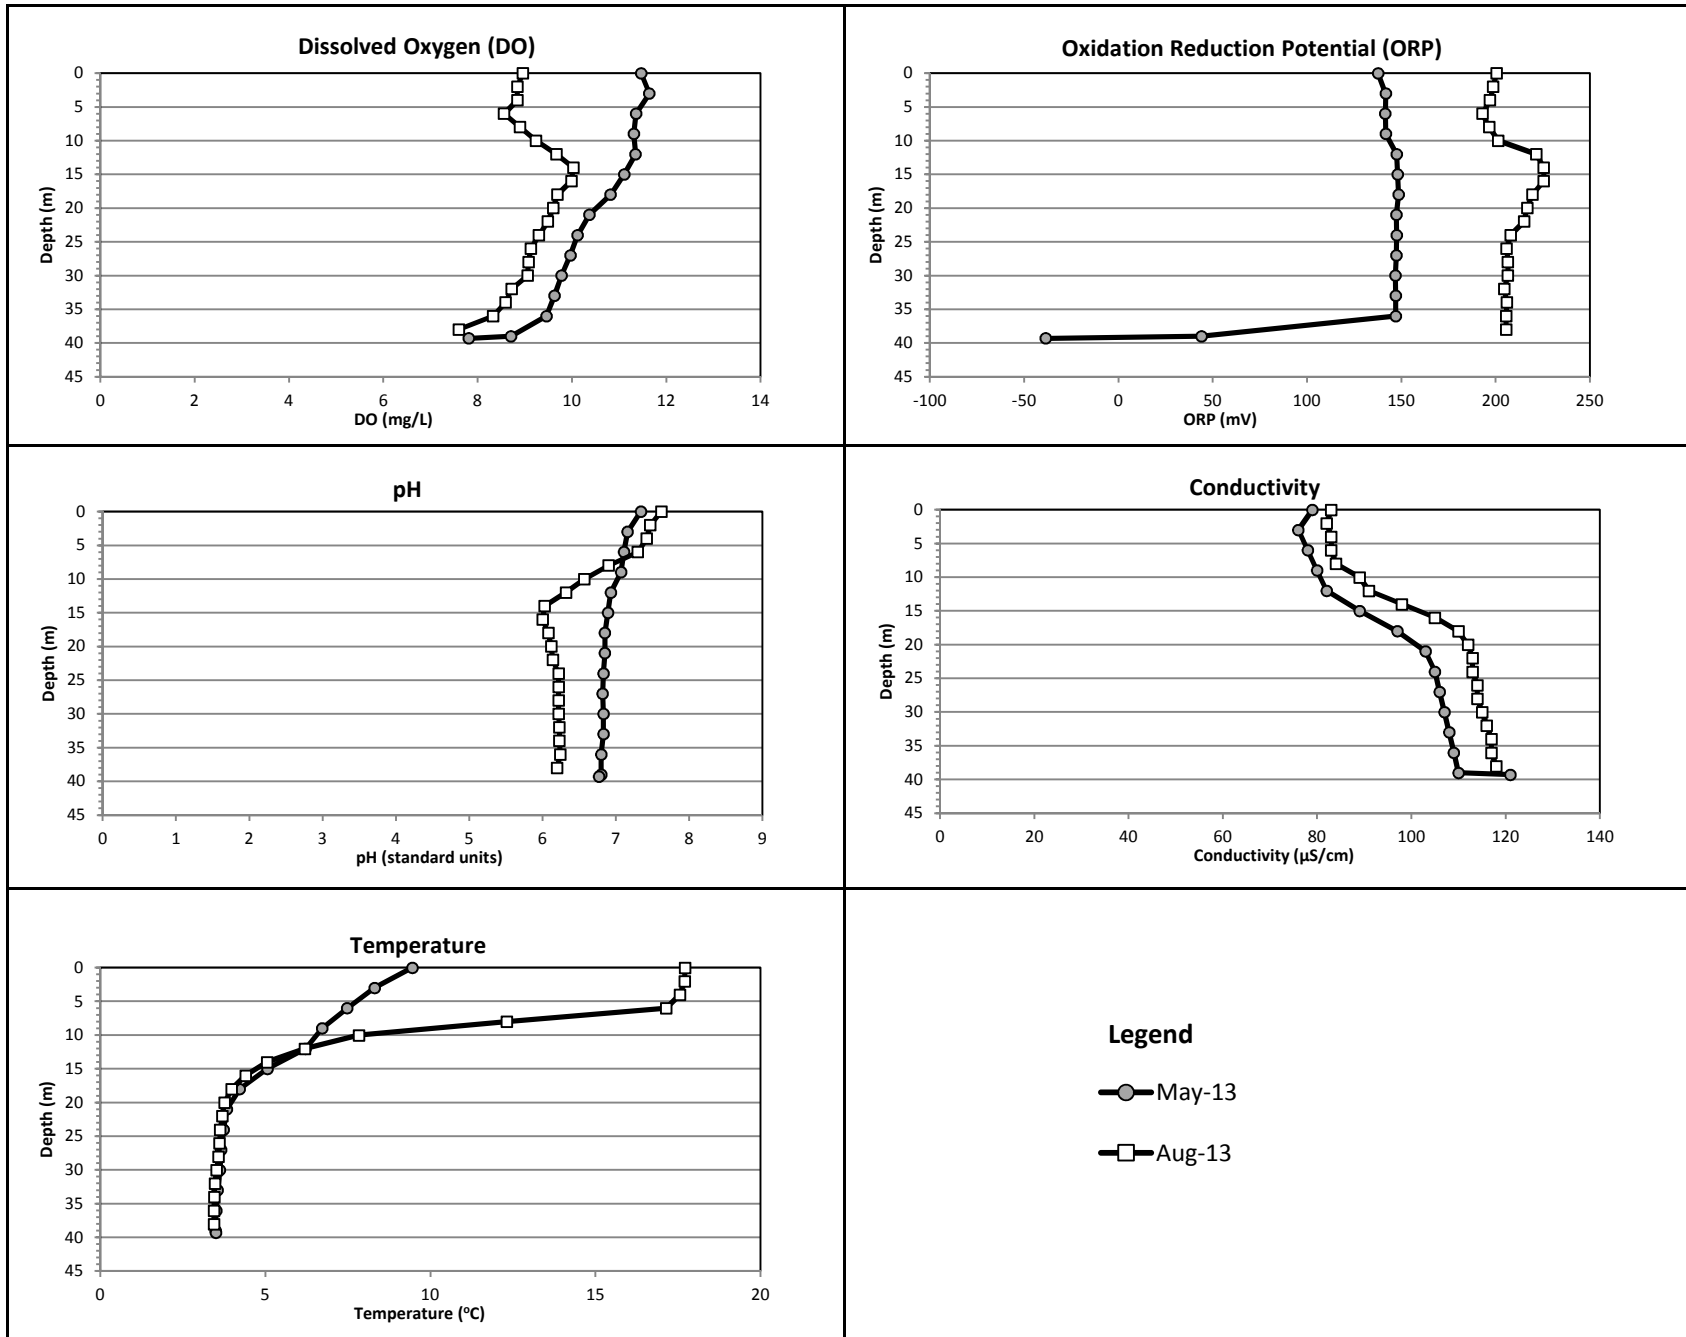 Dissolved Oxygen (DO)
0
5
10
15
20
25
30
35
40
45
Depth (m)
0 2 4 6 8 10 12 14
DO (mg/L)
Oxidation Reduction Potential (ORP)
0
5
10
15
20
25
30
35
40
45
Depth (m)
-100 -50 0 50 100 150 200 250
ORP (mV)
pH
0
5
10
15
20
25
30
35
40
45
Depth (m)
0 1 2 3 4 5 6 7 8 9
pH (standard units)
Conductivity
0
5
10
15
20
25
30
35
40
45
Depth (m)
0 20 40 60 80 100 120 140
Conductivity (µS/cm)
Temperature
0
5
10
15
20
25
30
35
40
45
Depth (m)
0 5 10 15 20
Temperature (°C)
Legend
May-13
Aug-13